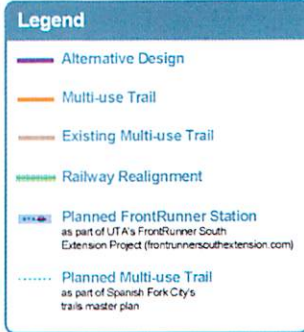 Legend
Alternative Design
Multi-use Trail
Existing Multi-use Trail
Railway Realignment
Planned FrontRunner Station
as part of UTA's FrontRunner South
Extension Project (frontrunnersouthextension.com)
Planned Multi-use Trail
as part of Spanish Fork City's
trails master plan